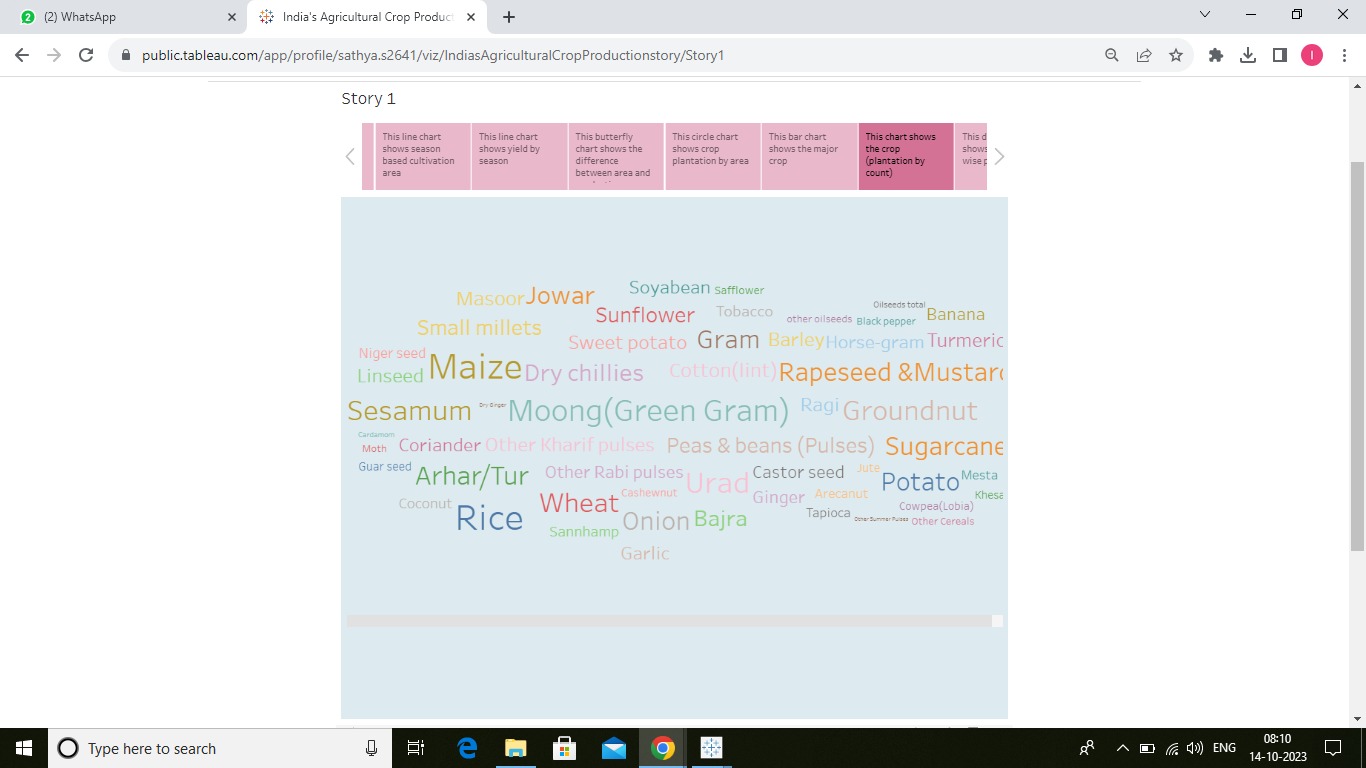 (2) WhatsApp
India's Agricultural Crop Product
public.tableau.com/app/profile/sathya.s2641/viz/IndiasAgriculturalCropProductionstory/Story1
I
Story 1
This line chart
shows season
based cultivation
area
This line chart
shows yield by
season
This butterfly
chart shows the
difference
between area and
This circle chart
shows crop
plantation by area
This bar chart
shows the major
crop
This chart shows
the crop
(plantation by
count)
This d
shows
wise p
Soyabean
Safflower
Masoor
Jowar
Oilseeds total
Sunflower
Tobacco
other oilseeds
Black pepper
Banana
Small millets
Sweet potato
Gram
Barley
Horse-gram
Turmeric
Niger seed
Linseed
Maize
Dry chillies
Cotton(lint)
Rapeseed &Mustard
Sesamum
Dry Ginger
Moong(Green Gram)
Ragi
Groundnut
Cardamom
Moth
Coriander
Other Kharif pulses
Peas & beans (Pulses)
Sugarcane
Guar seed
Arhar/Tur
Other Rabi pulses
Urad
Castor seed
Jute
Potato
Mesta
Coconut
Rice
Wheat
Cashewnut
Ginger
Arecanut
Khesa
Cowpea(Lobia)
Sannhamp
Onion
Bajra
Tapioca
Other Summer Pulses
Other Cereals
Garlic
Type here to search
ENG
08:10
14-10-2023